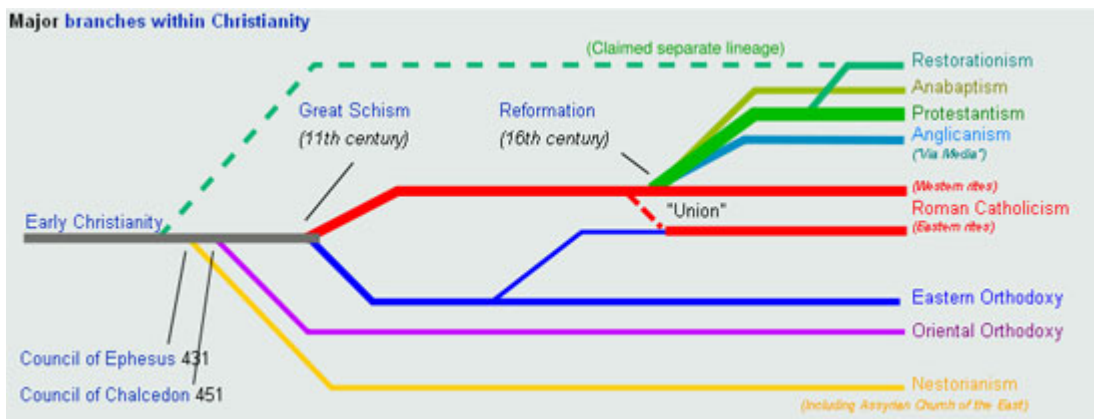 Major branches within Christianity
(Claimed separate lineage)
Restorationism
Anabaptism
Great Schism
Reformation
Protestantism
(11th century)
(16th century)
Anglicanism
("Via Media")
(Western rites)
Early Christianity
"Union"
Roman Catholicism
(Eastern rites)
Eastern Orthodoxy
Oriental Orthodoxy
Council of Ephesus 431
Council of Chalcedon 451
Nestorianism
(Including Assyrian Church of the East)